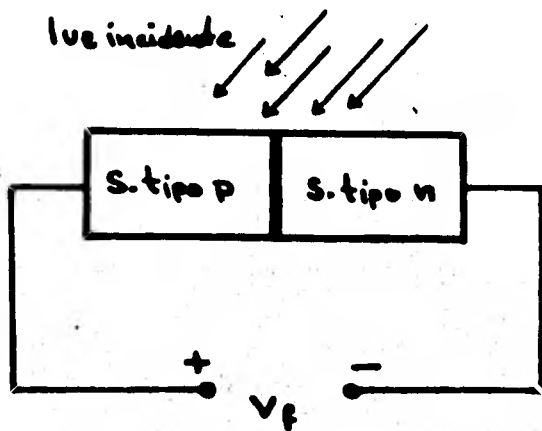 luz incidente
s. tipo p
s. tipo n
+
-
Vf